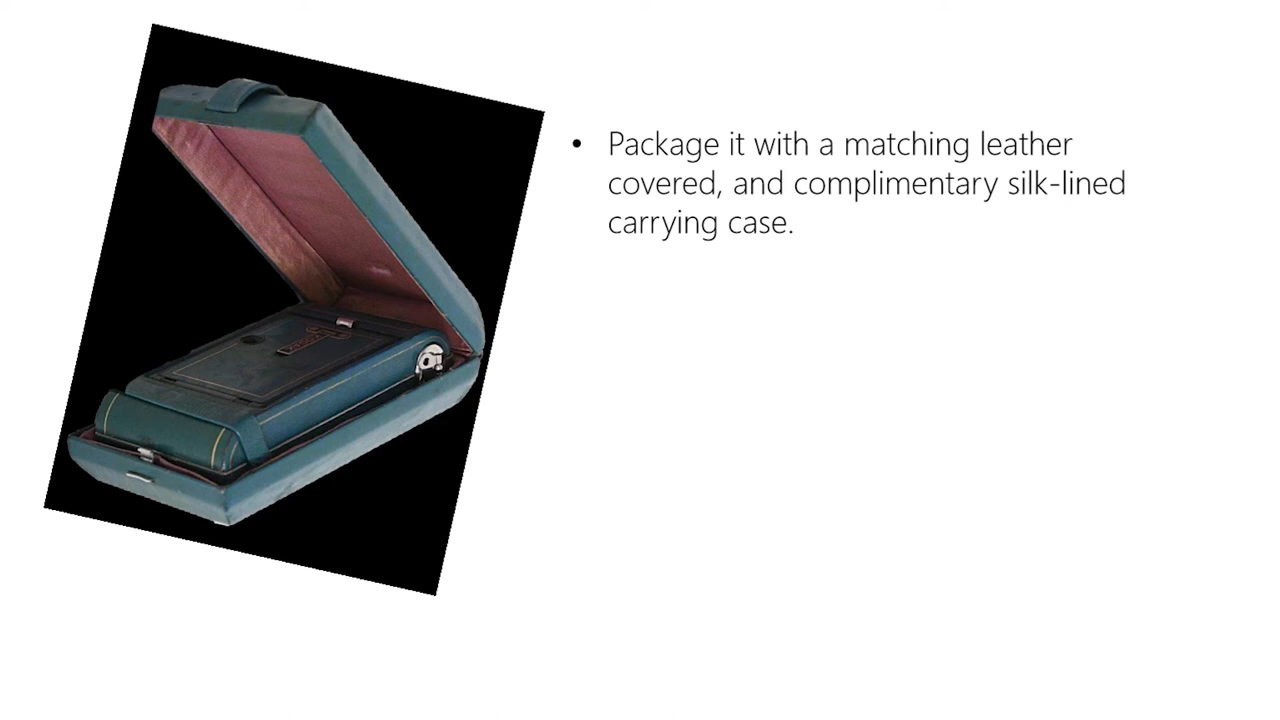 • Package it with a matching leather
covered, and complimentary silk-lined
carrying case.